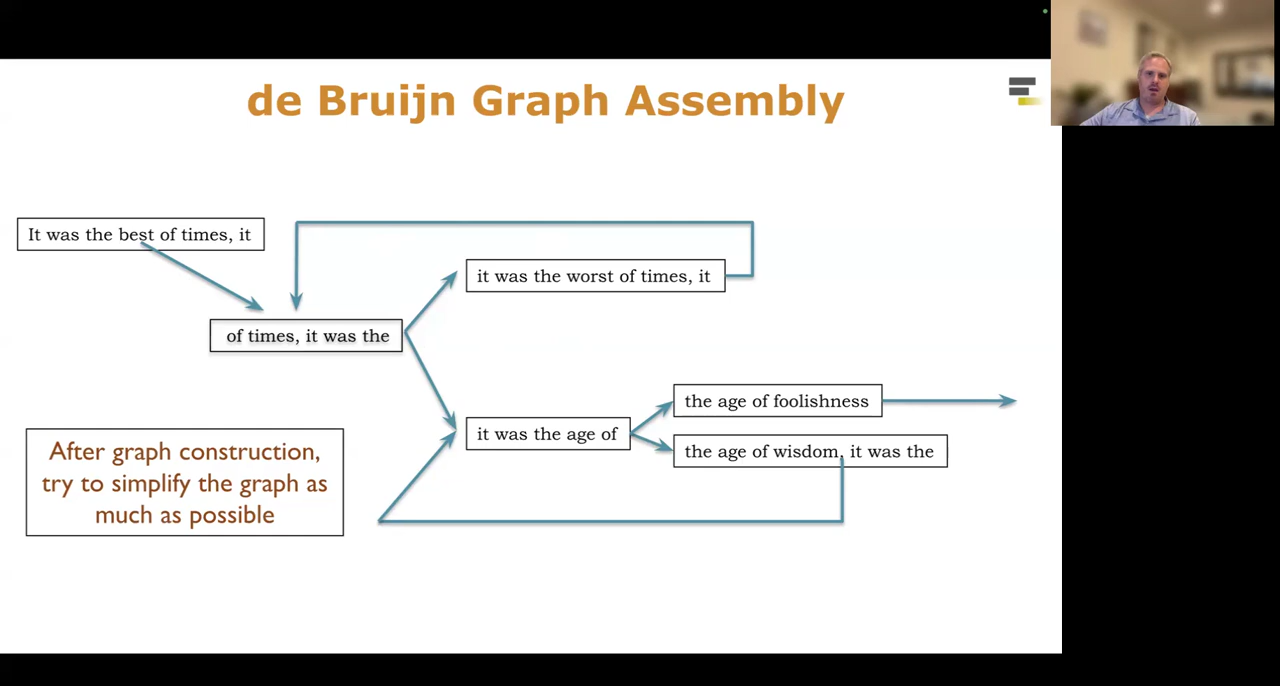 de Bruijn Graph Assembly
It was the best of times, it
it was the worst of times, it
of times, it was the
the age of foolishness
it was the age of
the age of wisdom, it was the
After graph construction,
try to simplify the graph as
much as possible